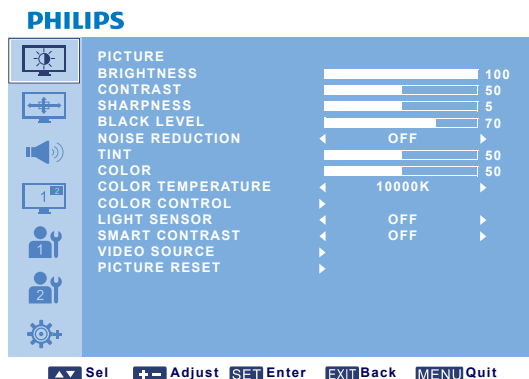 PHILIPS
PICTURE
BRIGHTNESS 100
CONTRAST 50
SHARPNESS 5
BLACK LEVEL 70
NOISE REDUCTION OFF
TINT 50
COLOR 50
COLOR TEMPERATURE 10000K
COLOR CONTROL
LIGHT SENSOR OFF
SMART CONTRAST OFF
VIDEO SOURCE
PICTURE RESET
1 2
1
2
Sel + - Adjust SET Enter EXIT Back MENU Quit